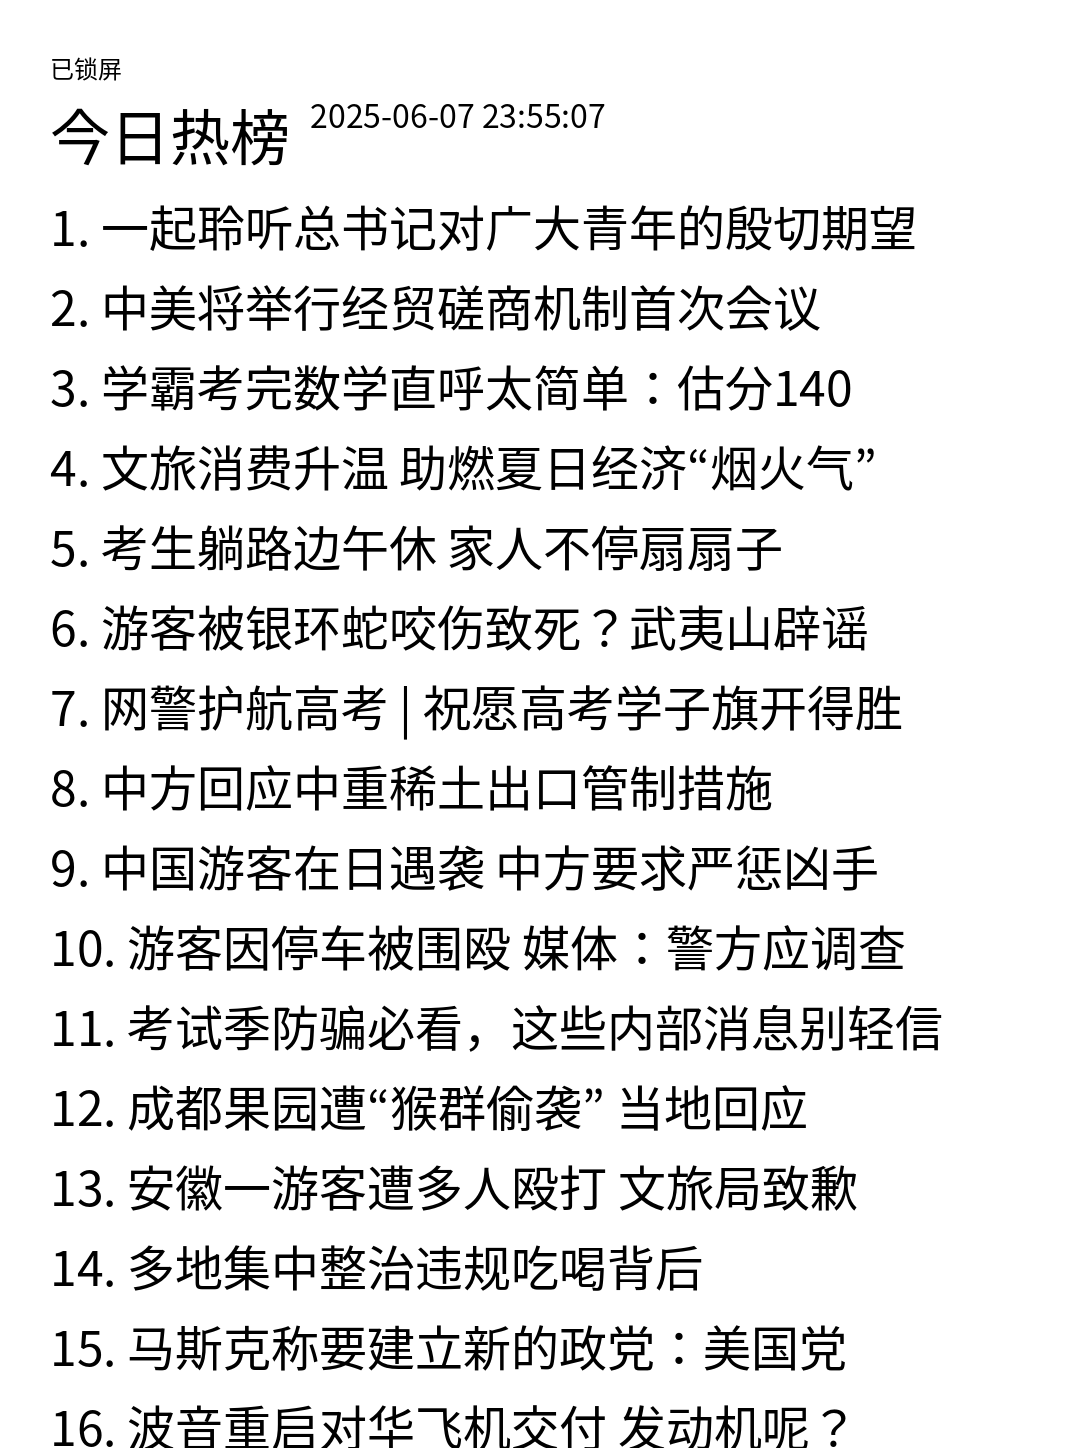 已锁屏
今日热榜 2025-06-07 23:55:07
1. 一起聆听总书记对广大青年的殷切期望
2. 中美将举行经贸磋商机制首次会议
3. 学霸考完数学直呼太简单：估分140
4. 文旅消费升温 助燃夏日经济“烟火气”
5. 考生躺路边午休 家人不停扇扇子
6. 游客被银环蛇咬伤致死？武夷山辟谣
7. 网警护航高考 | 祝愿高考学子旗开得胜
8. 中方回应中重稀土出口管制措施
9. 中国游客在日遇袭 中方要求严惩凶手
10. 游客因停车被围殴 媒体：警方应调查
11. 考试季防骗必看，这些内部消息别轻信
12. 成都果园遭“猴群偷袭” 当地回应
13. 安徽一游客遭多人殴打 文旅局致歉
14. 多地集中整治违规吃喝背后
15. 马斯克称要建立新的政党：美国党
16. 波音重启对华飞机交付 发动机呢？